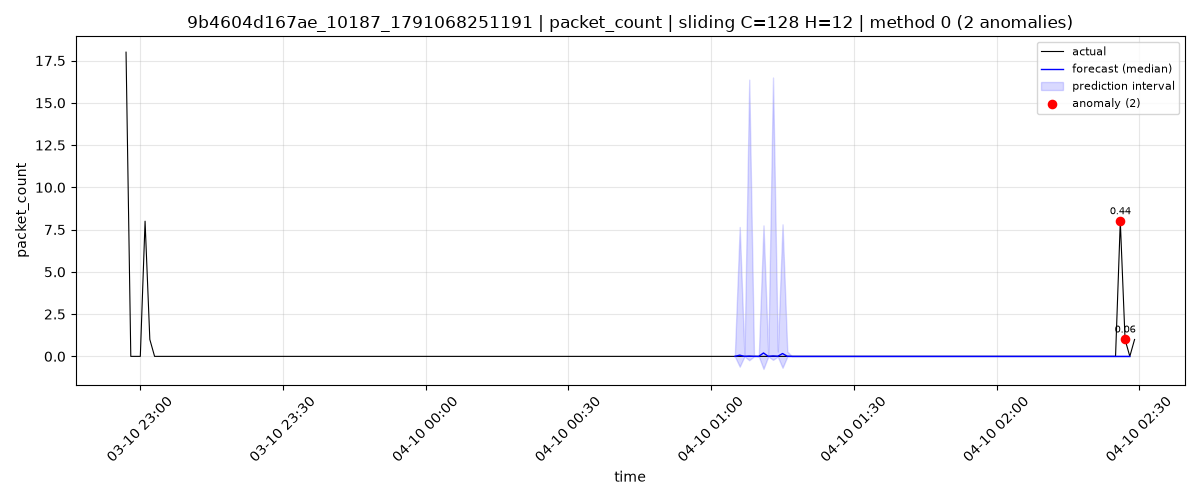 9b4604d167ae_10187_1791068251191 | packet_count | sliding C=128 H=12 | method 0 (2 anomalies)
actual
forecast (median)
prediction interval
anomaly (2)
packet_count
17.5
15.0
12.5
10.0
7.5
5.0
2.5
0.0
0.44
0.06
03-10 23:00
03-10 23:30
04-10 00:00
04-10 00:30
04-10 01:00
04-10 01:30
04-10 02:00
04-10 02:30
time